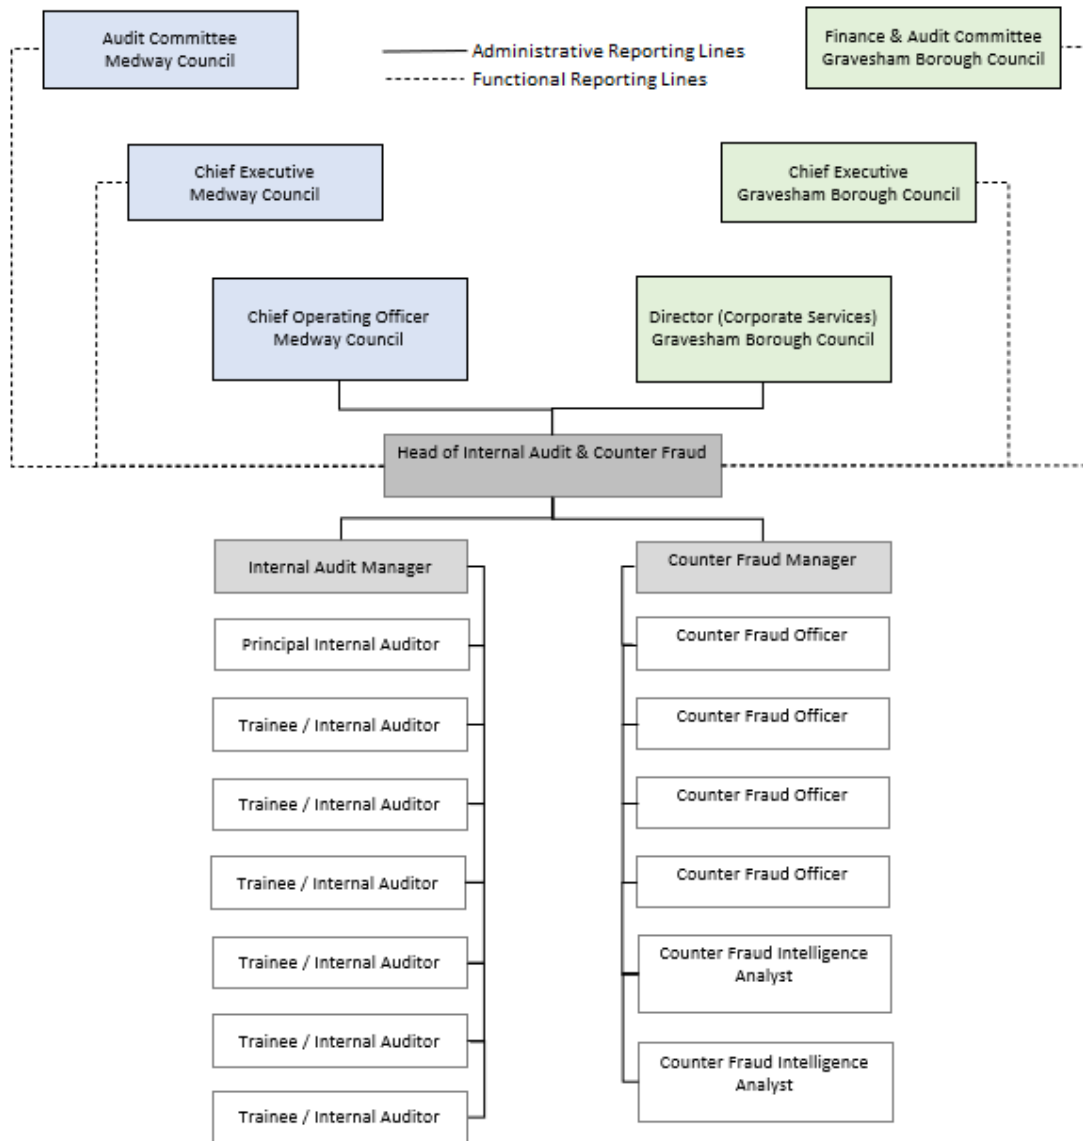 Audit Committee
Medway Council
Administrative Reporting Lines
Functional Reporting Lines
Finance & Audit Committee
Gravesham Borough Council
Chief Executive
Medway Council
Chief Executive
Gravesham Borough Council
Chief Operating Officer
Medway Council
Director (Corporate Services)
Gravesham Borough Council
Head of Internal Audit & Counter Fraud
Internal Audit Manager
Principal Internal Auditor
Trainee / Internal Auditor
Trainee / Internal Auditor
Trainee / Internal Auditor
Trainee / Internal Auditor
Trainee / Internal Auditor
Trainee / Internal Auditor
Counter Fraud Manager
Counter Fraud Officer
Counter Fraud Officer
Counter Fraud Officer
Counter Fraud Officer
Counter Fraud Intelligence
Analyst
Counter Fraud Intelligence
Analyst